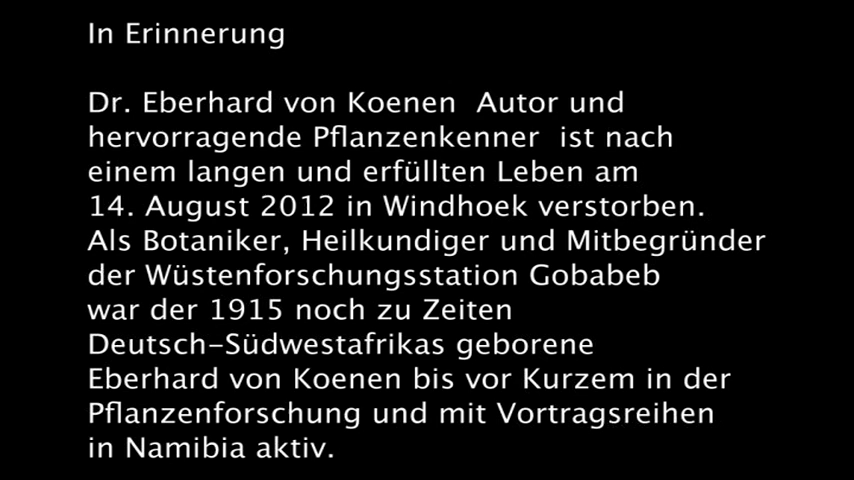 In Erinnerung
Dr. Eberhard von Koenen Autor und
hervorragende Pflanzenkenner ist nach
einem langen und erfüllten Leben am
14. August 2012 in Windhoek verstorben.
Als Botaniker, Heilkundiger und Mitbegründer
der Wüstenforschungsstation Gobabeb
war der 1915 noch zu Zeiten
Deutsch-Südwestafrikas geborene
Eberhard von Koenen bis vor Kurzem in der
Pflanzenforschung und mit Vortragsreihen
in Namibia aktiv.